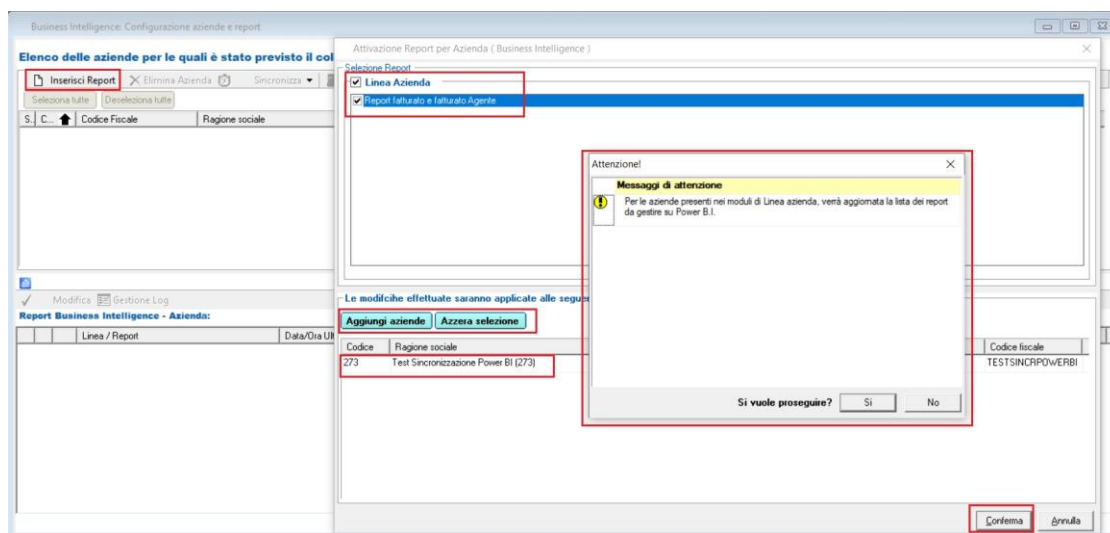 Business Intelligence: Configurazione aziende e report
Elenco delle aziende per le quali è stato previsto il col
Inserisci Report Elimina Azienda Sincronizza
Seleziona tutte Deseleziona tutte
S. C... Codice Fiscale Ragione sociale
Modifica Gestione Log
Report Business Intelligence - Azienda:
Linea / Report Data/Ora Ult
Attivazione Report per Azienda ( Business Intelligence )
Selezione Report
Linea Azienda
Report fatturato e fatturato Agente
Attenzione!
Messaggi di attenzione
Per le aziende presenti nei moduli di Linea azienda, verrà aggiornata la lista dei report
da gestire su Power B.I.
Si vuole proseguire? Si No
Le modifcihe effettuate saranno applicate alle segue
Aggiungi aziende Azzera selezione
Codice Ragione sociale Codice fiscale
273 Test Sincronizzazione Power BI (273) TESTSINCRPOWERBI
Conferma Annulla